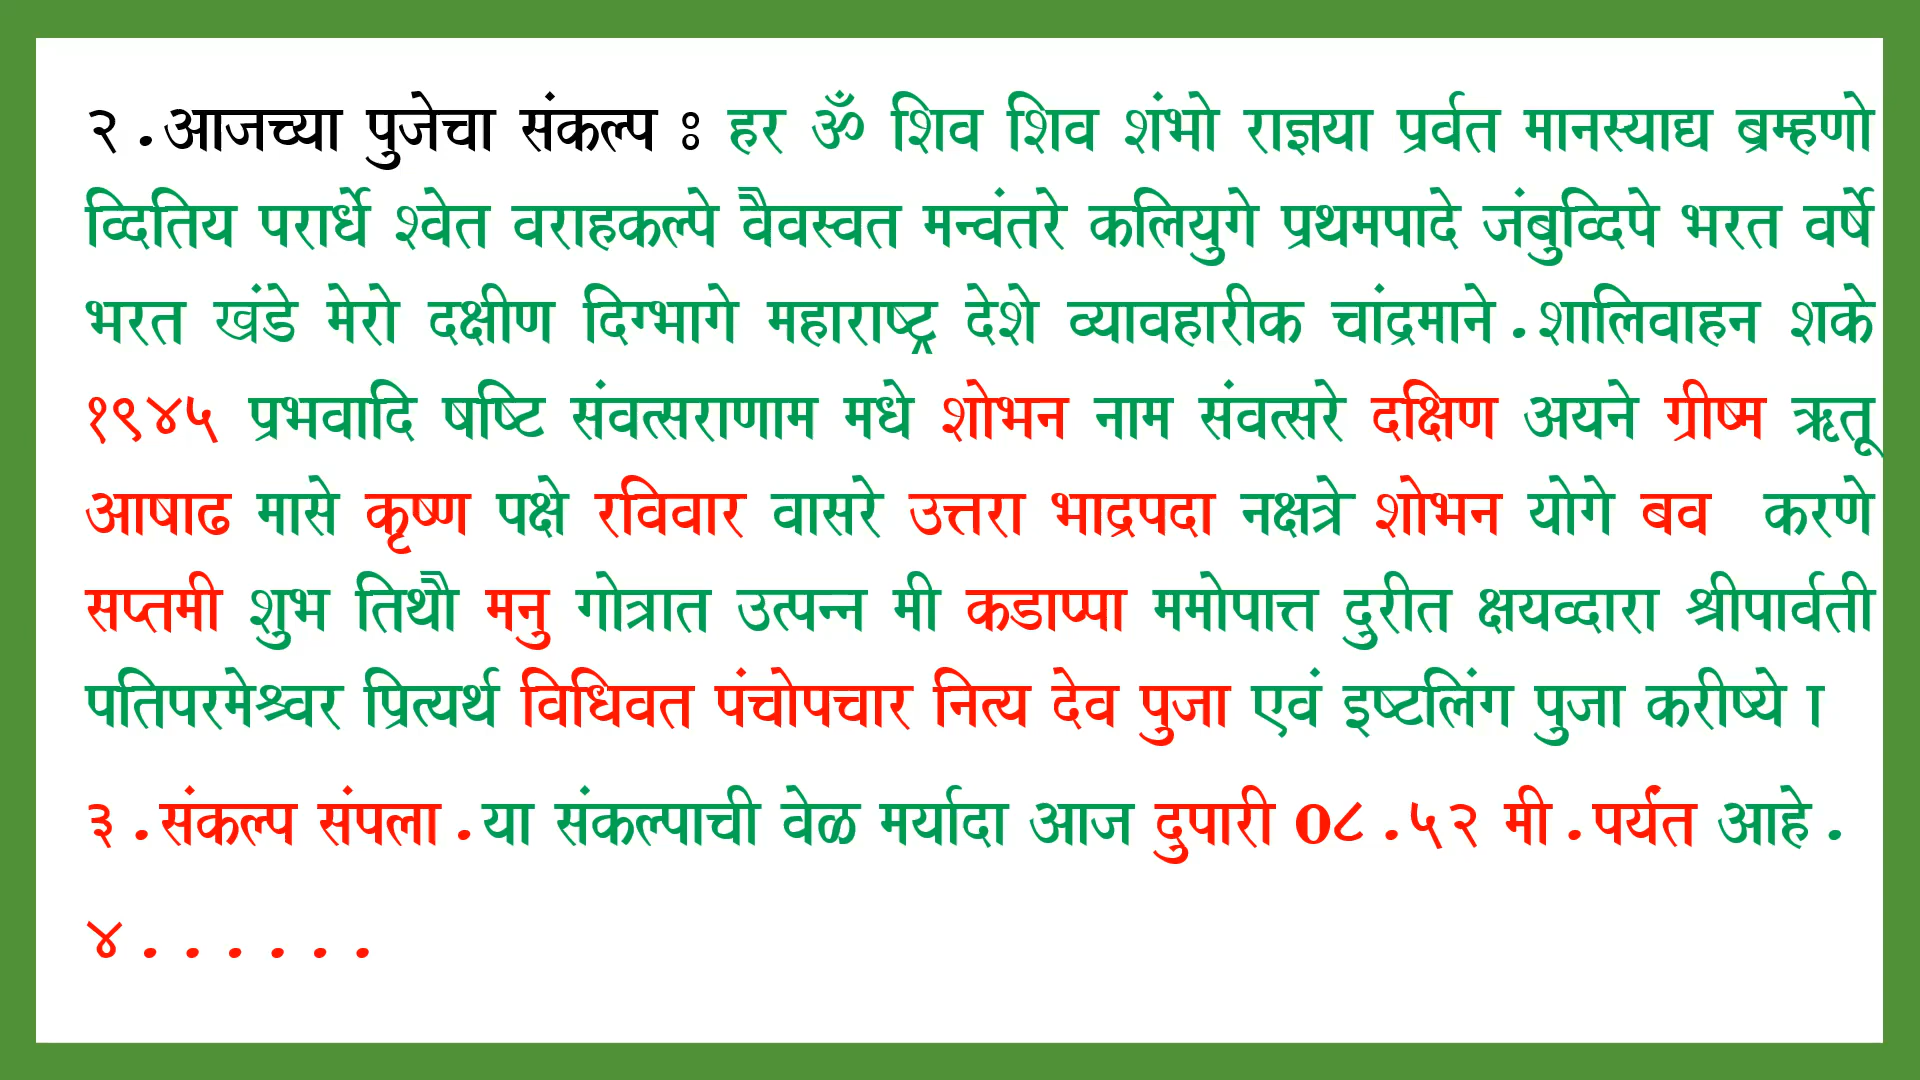 २.आजच्या पुजेचा संकल्प ः हर ॐ शिव शिव शंभो राज्ञया प्रर्वत मानस्याद्य ब्रम्हणो
व्दितिय परार्धे श्वेत वराहकल्पे वैवस्वत मन्वंतरे कलियुगे प्रथमपादे जंबुव्दिपे भरत वर्षे
भरत खंडे मेरो दक्षीण दिग्भागे महाराष्ट्र देशे व्यावहारीक चांद्रमाने.शालिवाहन शके
१९४५ प्रभवादि षष्टि संवत्सराणाम मधे शोभन नाम संवत्सरे दक्षिण अयने ग्रीष्म ऋतू
आषाढ मासे कृष्ण पक्षे रविवार वासरे उत्तरा भाद्रपदा नक्षत्रे शोभन योगे बव करणे
सप्तमी शुभ तिथौ मनु गोत्रात उत्पन्न मी कडाप्पा ममोपात्त दुरीत क्षयव्दारा श्रीपार्वती
पतिपरमेश्र्वर प्रित्यर्थ विधिवत पंचोपचार नित्य देव पुजा एवं इष्टलिंग पुजा करीष्ये ा
३.संकल्प संपला.या संकल्पाची वेळ मर्यादा आज दुपारी 0८.५२ मी.पर्यंत आहे.
४......